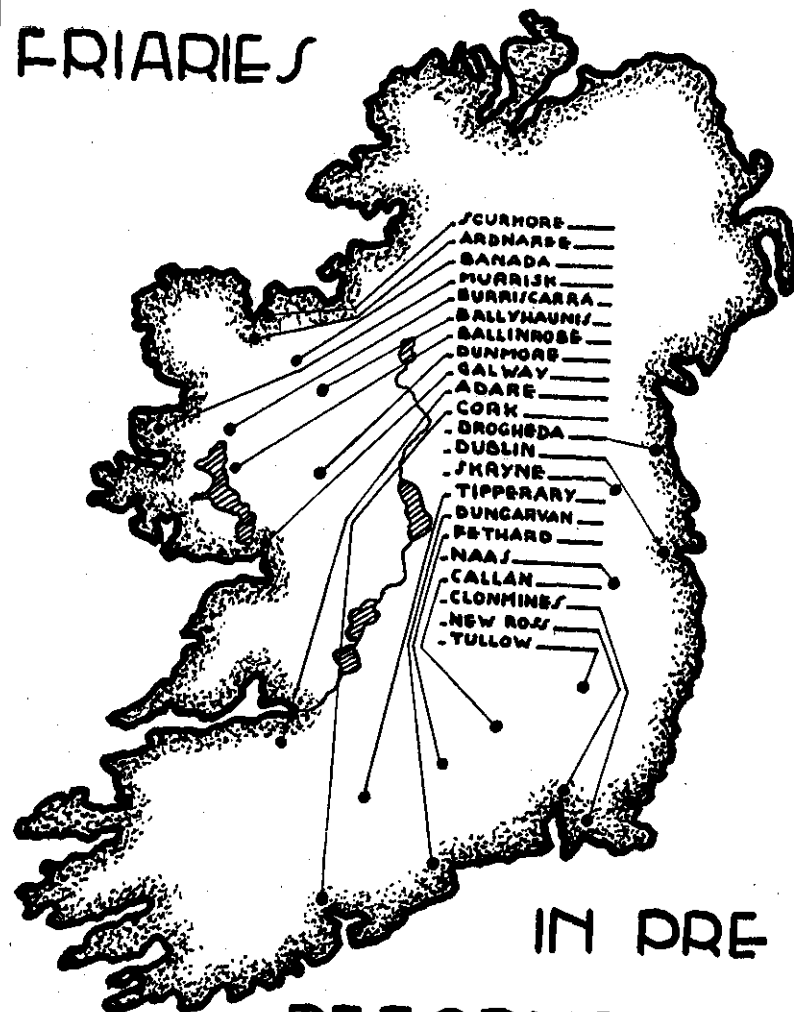 FRIARIES
SCURMORE
ARDNAREE
BANADA
MURRISK
BURRISCARRA
BALLYHAUNIS
BALLINROBE
DUNMORE
GALWAY
ADARE
CORK
DROGHEDA
DUBLIN
SKRYNE
TIPPERARY
DUNGARVAN
FETHARD
NAAS
CALLAN
CLONMINES
NEW ROSS
TULLOW
IN PRE